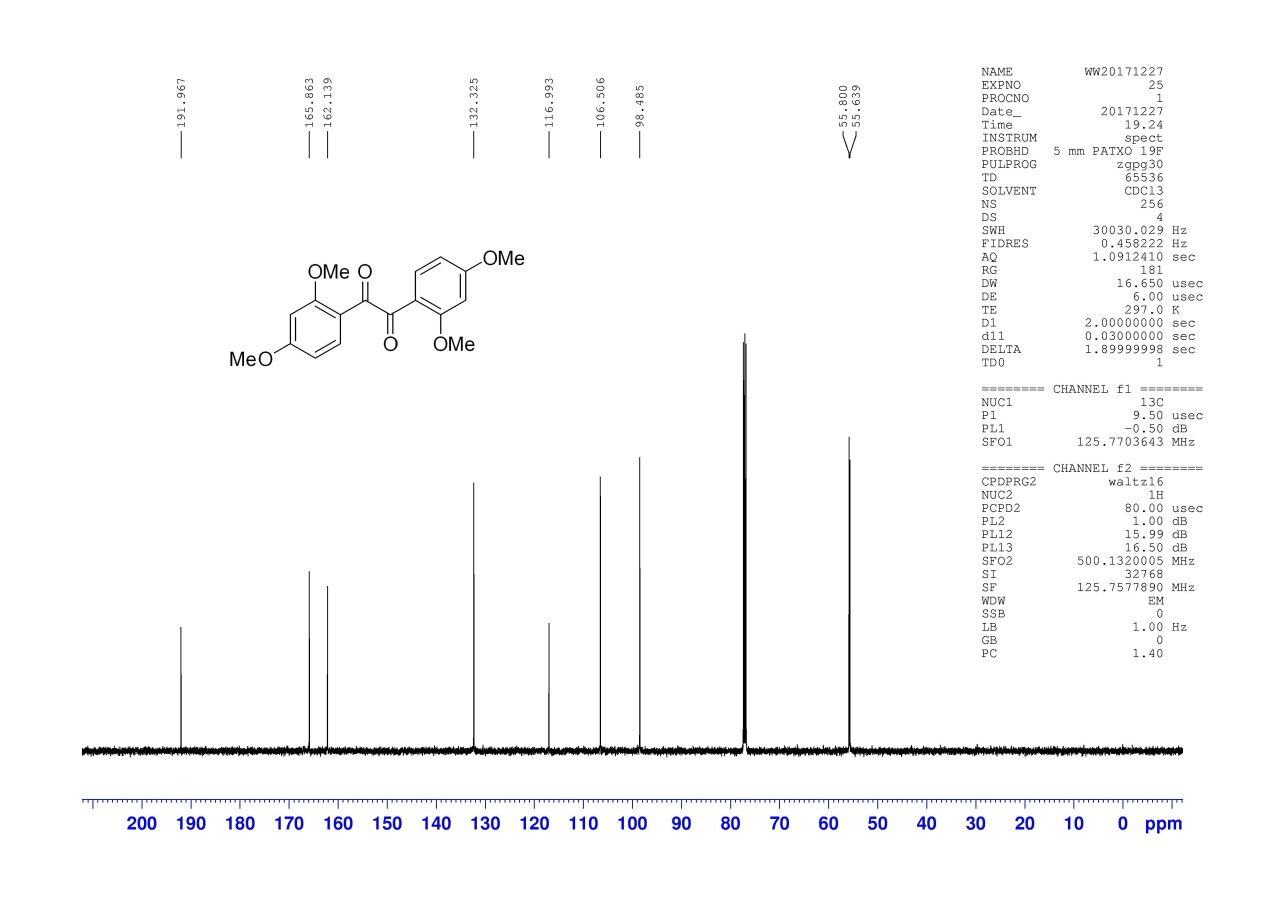 191.967
165.863
162.139
132.325
116.993
106.506
98.485
55.800
55.639
NAME WW20171227
EXPNO 25
PROCNO 1
Date_ 20171227
Time 19.24
INSTRUM spect
PROBHD 5 mm PATXO 19F
PULPROG zgpg30
TD 65536
SOLVENT CDCl3
NS 256
DS 4
SWH 30030.029 Hz
FIDRES 0.458222 Hz
AQ 1.0912410 sec
RG 181
DW 16.650 usec
DE 6.00 usec
TE 297.0 K
D1 2.00000000 sec
d11 0.03000000 sec
DELTA 1.89999998 sec
TD0 1
======== CHANNEL f1 ========
NUC1 13C
P1 9.50 usec
PL1 -0.50 dB
SFO1 125.7703643 MHz
======== CHANNEL f2 ========
CPDPRG2 waltz16
NUC2 1H
PCPD2 80.00 usec
PL2 1.00 dB
PL12 15.99 dB
PL13 16.50 dB
SFO2 500.1320005 MHz
SI 32768
SF 125.7577890 MHz
WDW EM
SSB 0
LB 1.00 Hz
GB 0
PC 1.40
OMe
OMe O
O OMe
MeO
200 190 180 170 160 150 140 130 120 110 100 90 80 70 60 50 40 30 20 10 0 ppm